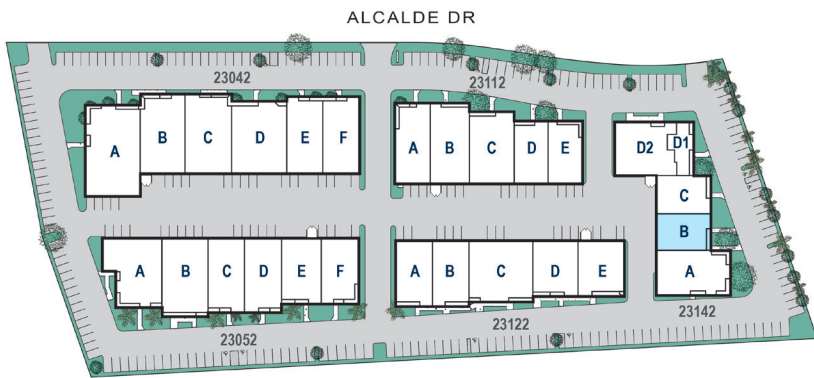 ALCALDE DR
23042
23112
A B C D E F
A B C D E
D2 D1
C
B
A
A B C D E F
A B C D E
23052
23122
23142